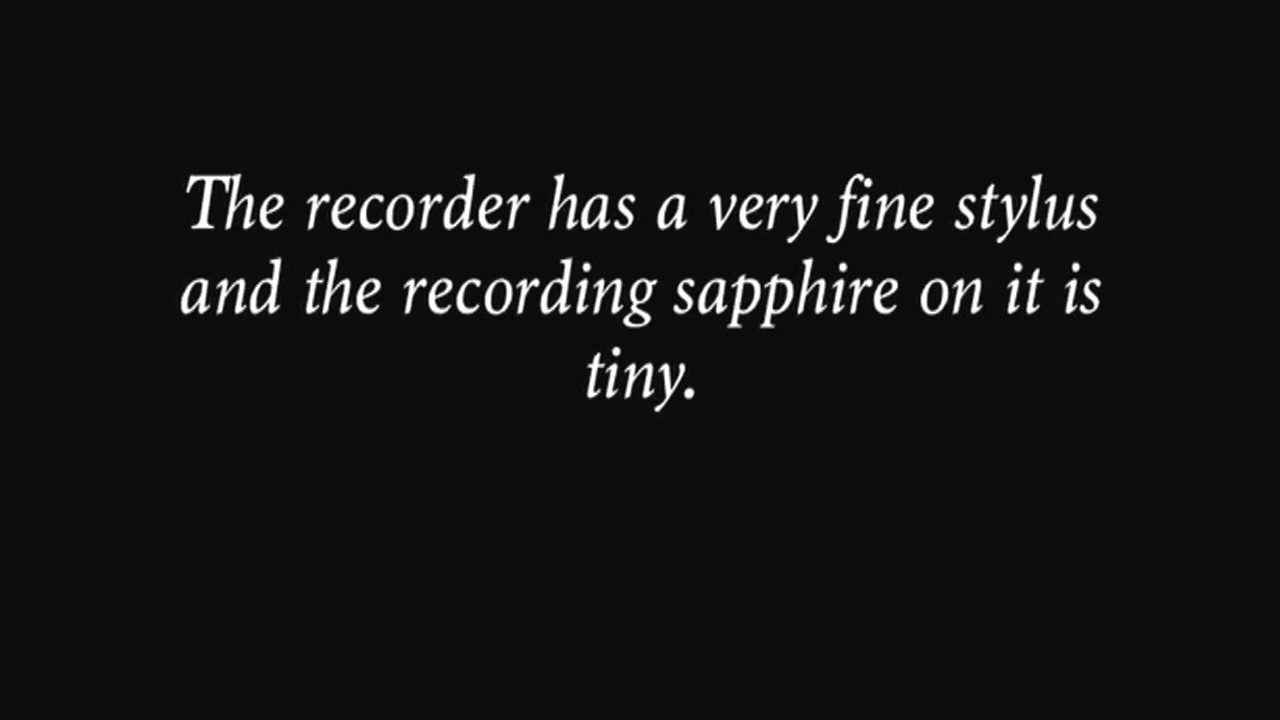 The recorder has a very fine stylus
and the recording sapphire on it is
tiny.